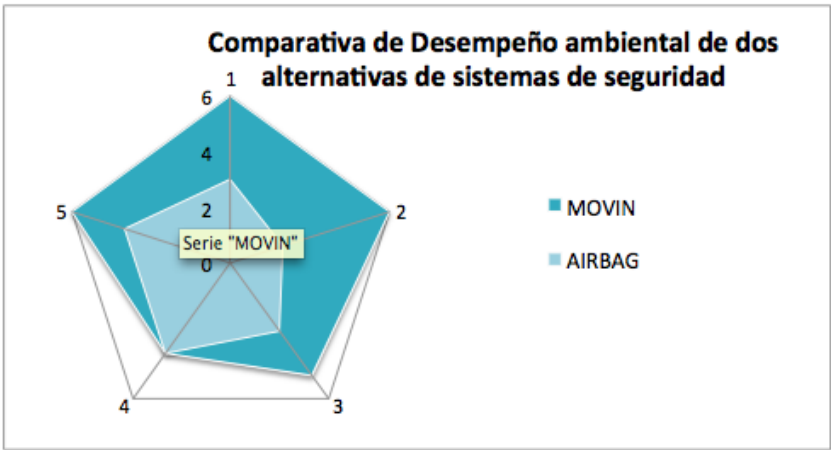 Comparativa de Desempeño ambiental de dos
alternativas de sistemas de seguridad
1
6
4
2
0
5
2
4
3
Serie "MOVIN"
MOVIN
AIRBAG